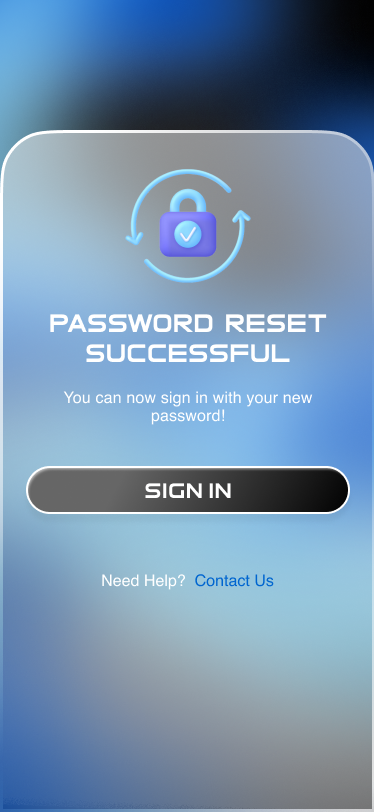 PASSWORD RESET
SUCCESSFUL
You can now sign in with your new
password!
SIGN IN
Need Help? Contact Us